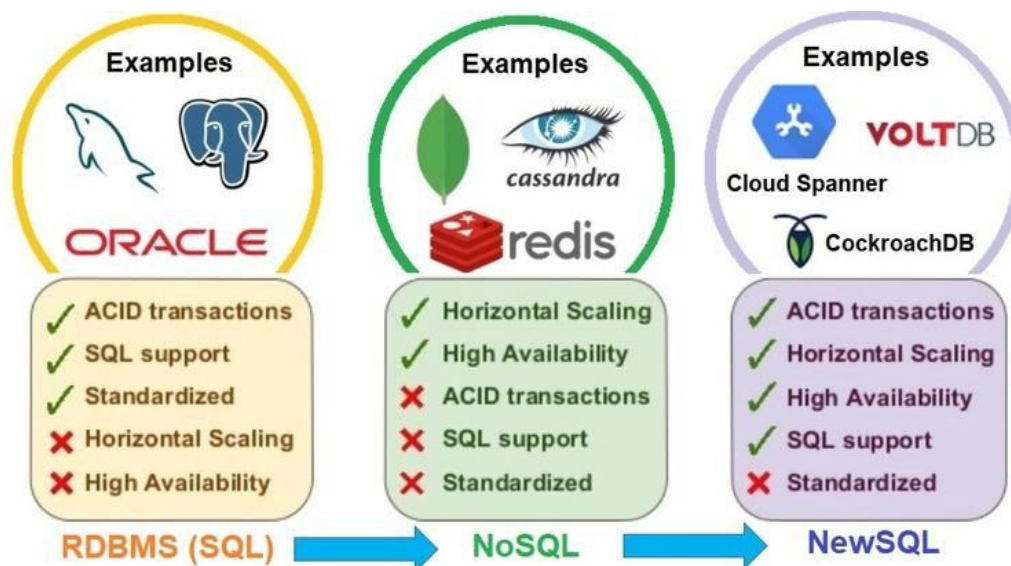 Examples
ORACLE
ACID transactions
SQL support
Standardized
Horizontal Scaling
High Availability
RDBMS (SQL)
Examples
cassandra
redis
Horizontal Scaling
High Availability
ACID transactions
SQL support
Standardized
NoSQL
Examples
VOLTDB
Cloud Spanner
CockroachDB
ACID transactions
Horizontal Scaling
High Availability
SQL support
Standardized
NewSQL